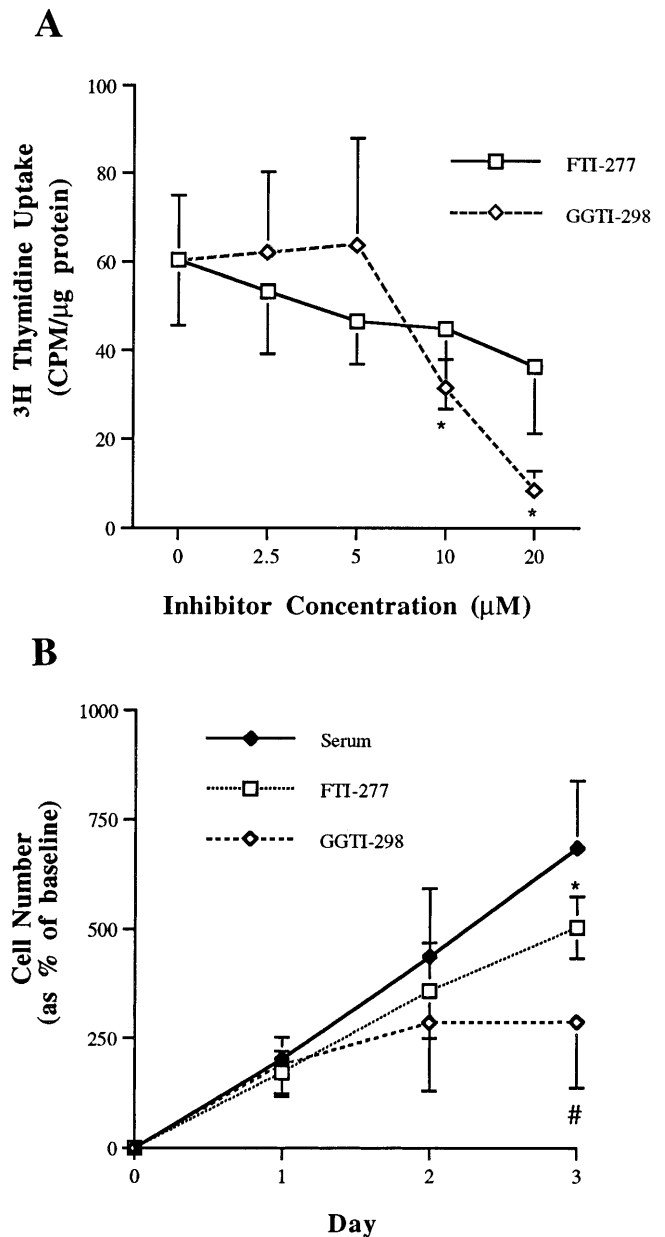 A
3H Thymidine Uptake
(CPM/μg protein)
100
80
60
40
20
0
FTI-277
GGTI-298
*
*
0 2.5 5 10 20
Inhibitor Concentration (μM)
B
Cell Number
(as % of baseline)
1000
750
500
250
0
Serum
FTI-277
GGTI-298
*
#
0 1 2 3
Day